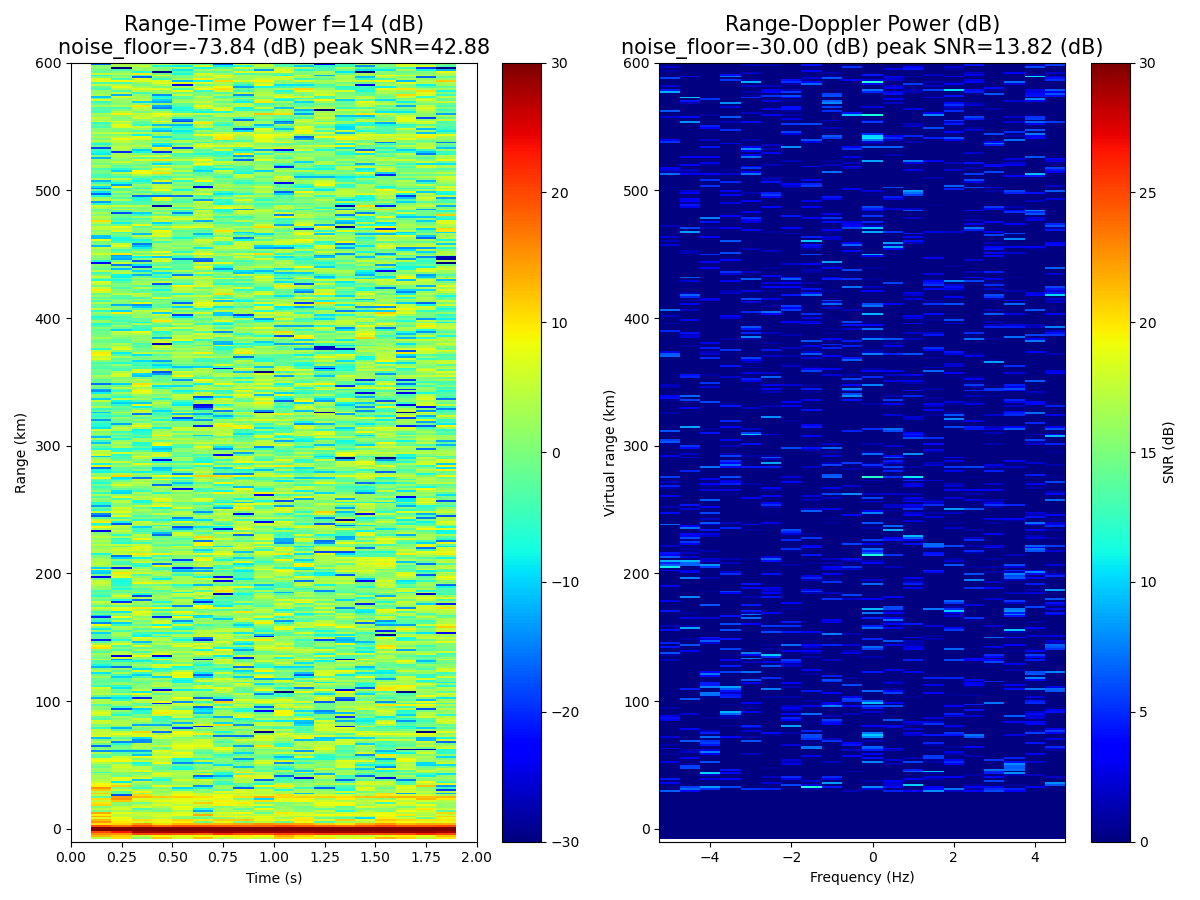 Range-Time Power f=14 (dB)
noise_floor=-73.84 (dB) peak SNR=42.88
600
500
400
300
200
100
0
Range (km)
0.00 0.25 0.50 0.75 1.00 1.25 1.50 1.75 2.00
Time (s)
30
20
10
0
−10
−20
−30
Range-Doppler Power (dB)
noise_floor=-30.00 (dB) peak SNR=13.82 (dB)
600
500
400
300
200
100
0
Virtual range (km)
−4 −2 0 2 4
Frequency (Hz)
30
25
20
15
10
5
0
SNR (dB)